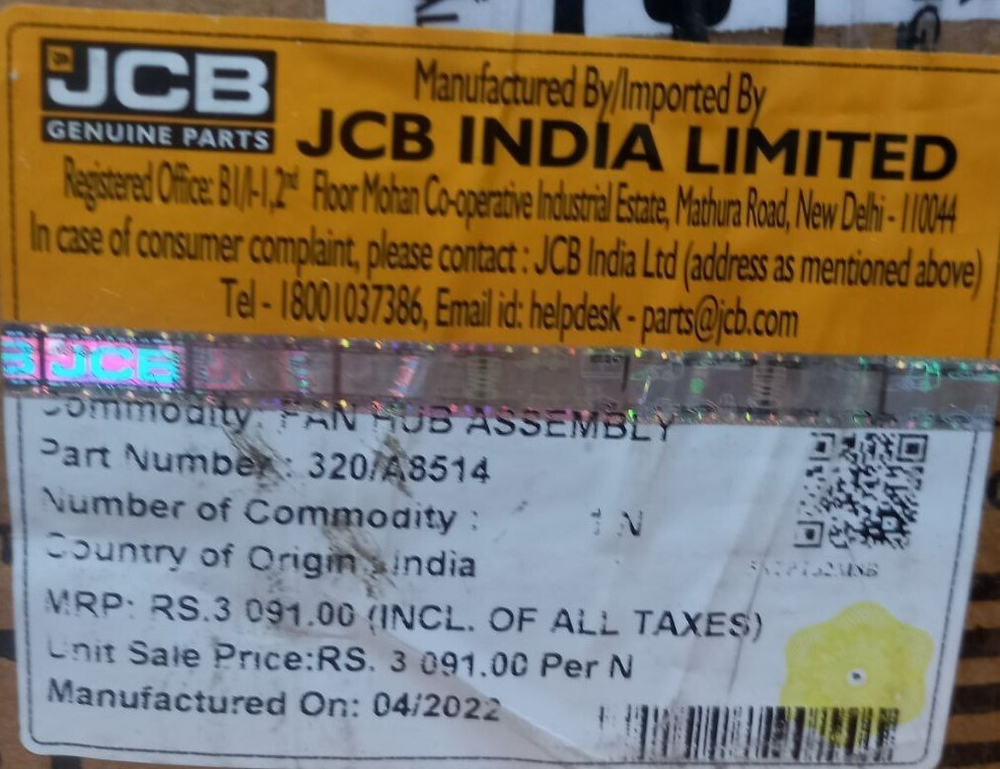 JCB
GENUINE PARTS
Manufactured By/Imported By
JCB INDIA LIMITED
Registered Office: B1/I-1,2nd Floor Mohan Co-operative Industrial Estate, Mathura Road, New Delhi - 110044
In case of consumer complaint, please contact : JCB India Ltd (address as mentioned above)
Tel - 18001037386, Email id: helpdesk - parts@jcb.com
B JCB
Commodity: FAN HUB ASSEMBLY
Part Number : 320/A8514
Number of Commodity : 1 N
Country of Origin : India
MRP: RS.3 091.00 (INCL. OF ALL TAXES)
Unit Sale Price:RS. 3 091.00 Per N
Manufactured On: 04/2022